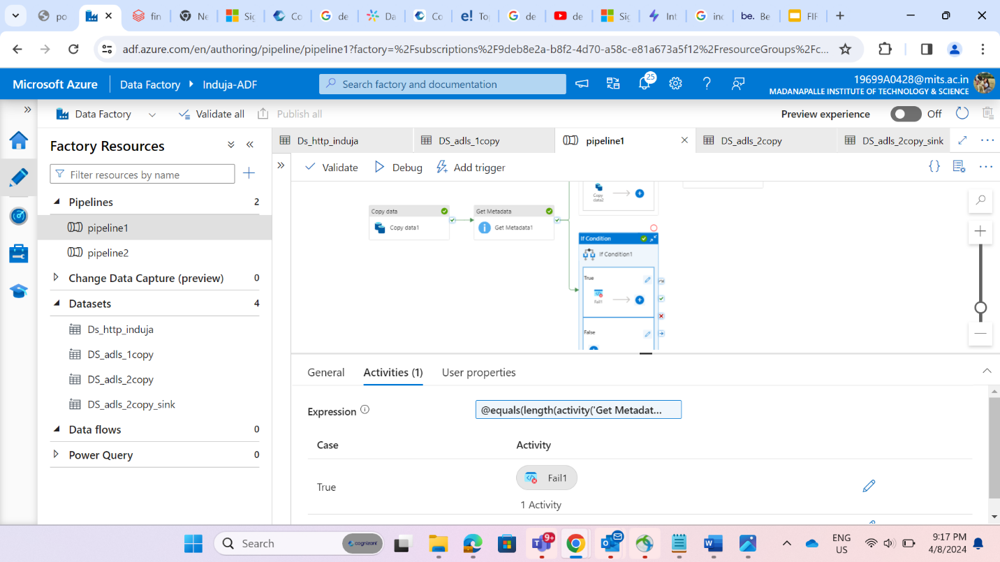 po
fin
Ne
Sig
Co
de
Da
Co
e! Top
de
de
Sig
Int
inc
be. Be
FIF
adf.azure.com/en/authoring/pipeline/pipeline1?factory=%2Fsubscriptions%2F9deb8e2a-b8f2-4d70-a58c-e81a673a5f12%2FresourceGroups%2Fc...
Microsoft Azure
Data Factory
Induja-ADF
Search factory and documentation
25
19699A0428@mits.ac.in
MADANAPALLE INSTITUTE OF TECHNOLOGY & SCIENCE
Data Factory
Validate all
Publish all
Preview experience
Off
Factory Resources
Filter resources by name
Pipelines 2
pipeline1
pipeline2
Change Data Capture (preview) 0
Datasets 4
Ds_http_induja
DS_adls_1copy
DS_adls_2copy
DS_adls_2copy_sink
Data flows 0
Power Query 0
Ds_http_induja
DS_adls_1copy
pipeline1
DS_adls_2copy
DS_adls_2copy_sink
Validate
Debug
Add trigger
Copy
data2
Copy data
Copy data1
Get Metadata
Get Metadata1
If Condition
If Condition1
True
Fail1
False
General
Activities (1)
User properties
Expression
@equals(length(activity('Get Metadat...
Case
Activity
True
Fail1
1 Activity
Search
cognizant
9+
ENG
US
9:17 PM
4/8/2024